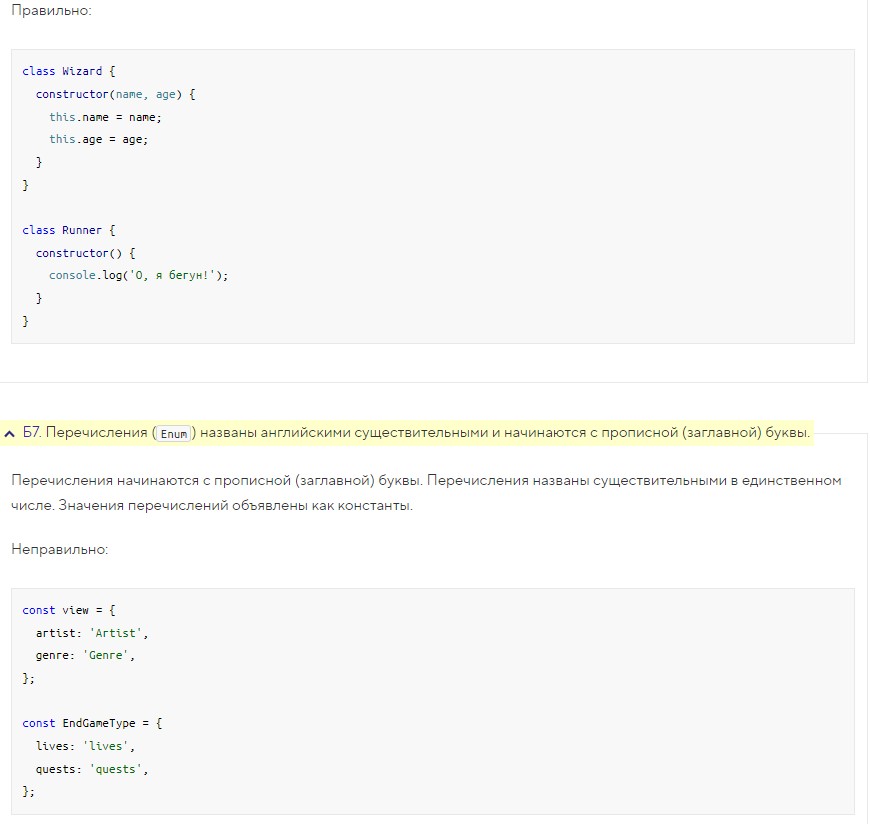 Правильно:
class Wizard {
  constructor(name, age) {
    this.name = name;
    this.age = age;
  }
}
class Runner {
  constructor() {
    console.log('О, я бегун!');
  }
}
Б7. Перечисления (Enum) названы английскими существительными и начинаются с прописной (заглавной) буквы.
Перечисления начинаются с прописной (заглавной) буквы. Перечисления названы существительными в единственном
числе. Значения перечислений объявлены как константы.
Неправильно:
const view = {
  artist: 'Artist',
  genre: 'Genre',
};
const EndGameType = {
  lives: 'lives',
  quests: 'quests',
};